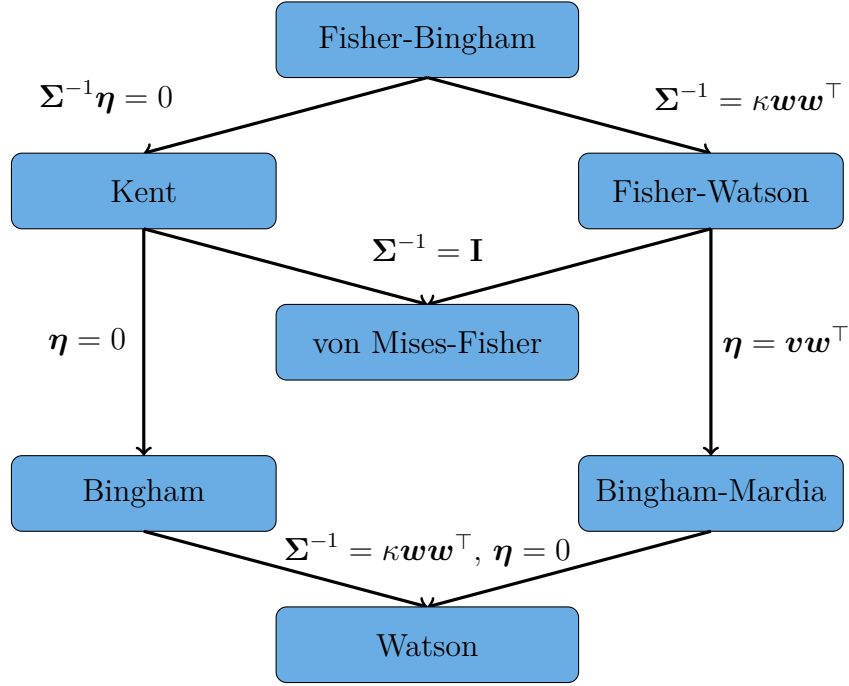 Fisher-Bingham
𝚺⁻¹𝜼 = 0
𝚺⁻¹ = κ𝒘𝒘⊤
Kent
Fisher-Watson
𝚺⁻¹ = 𝐈
𝜼 = 0
von Mises-Fisher
𝜼 = 𝒗𝒘⊤
Bingham
Bingham-Mardia
𝚺⁻¹ = κ𝒘𝒘⊤, 𝜼 = 0
Watson